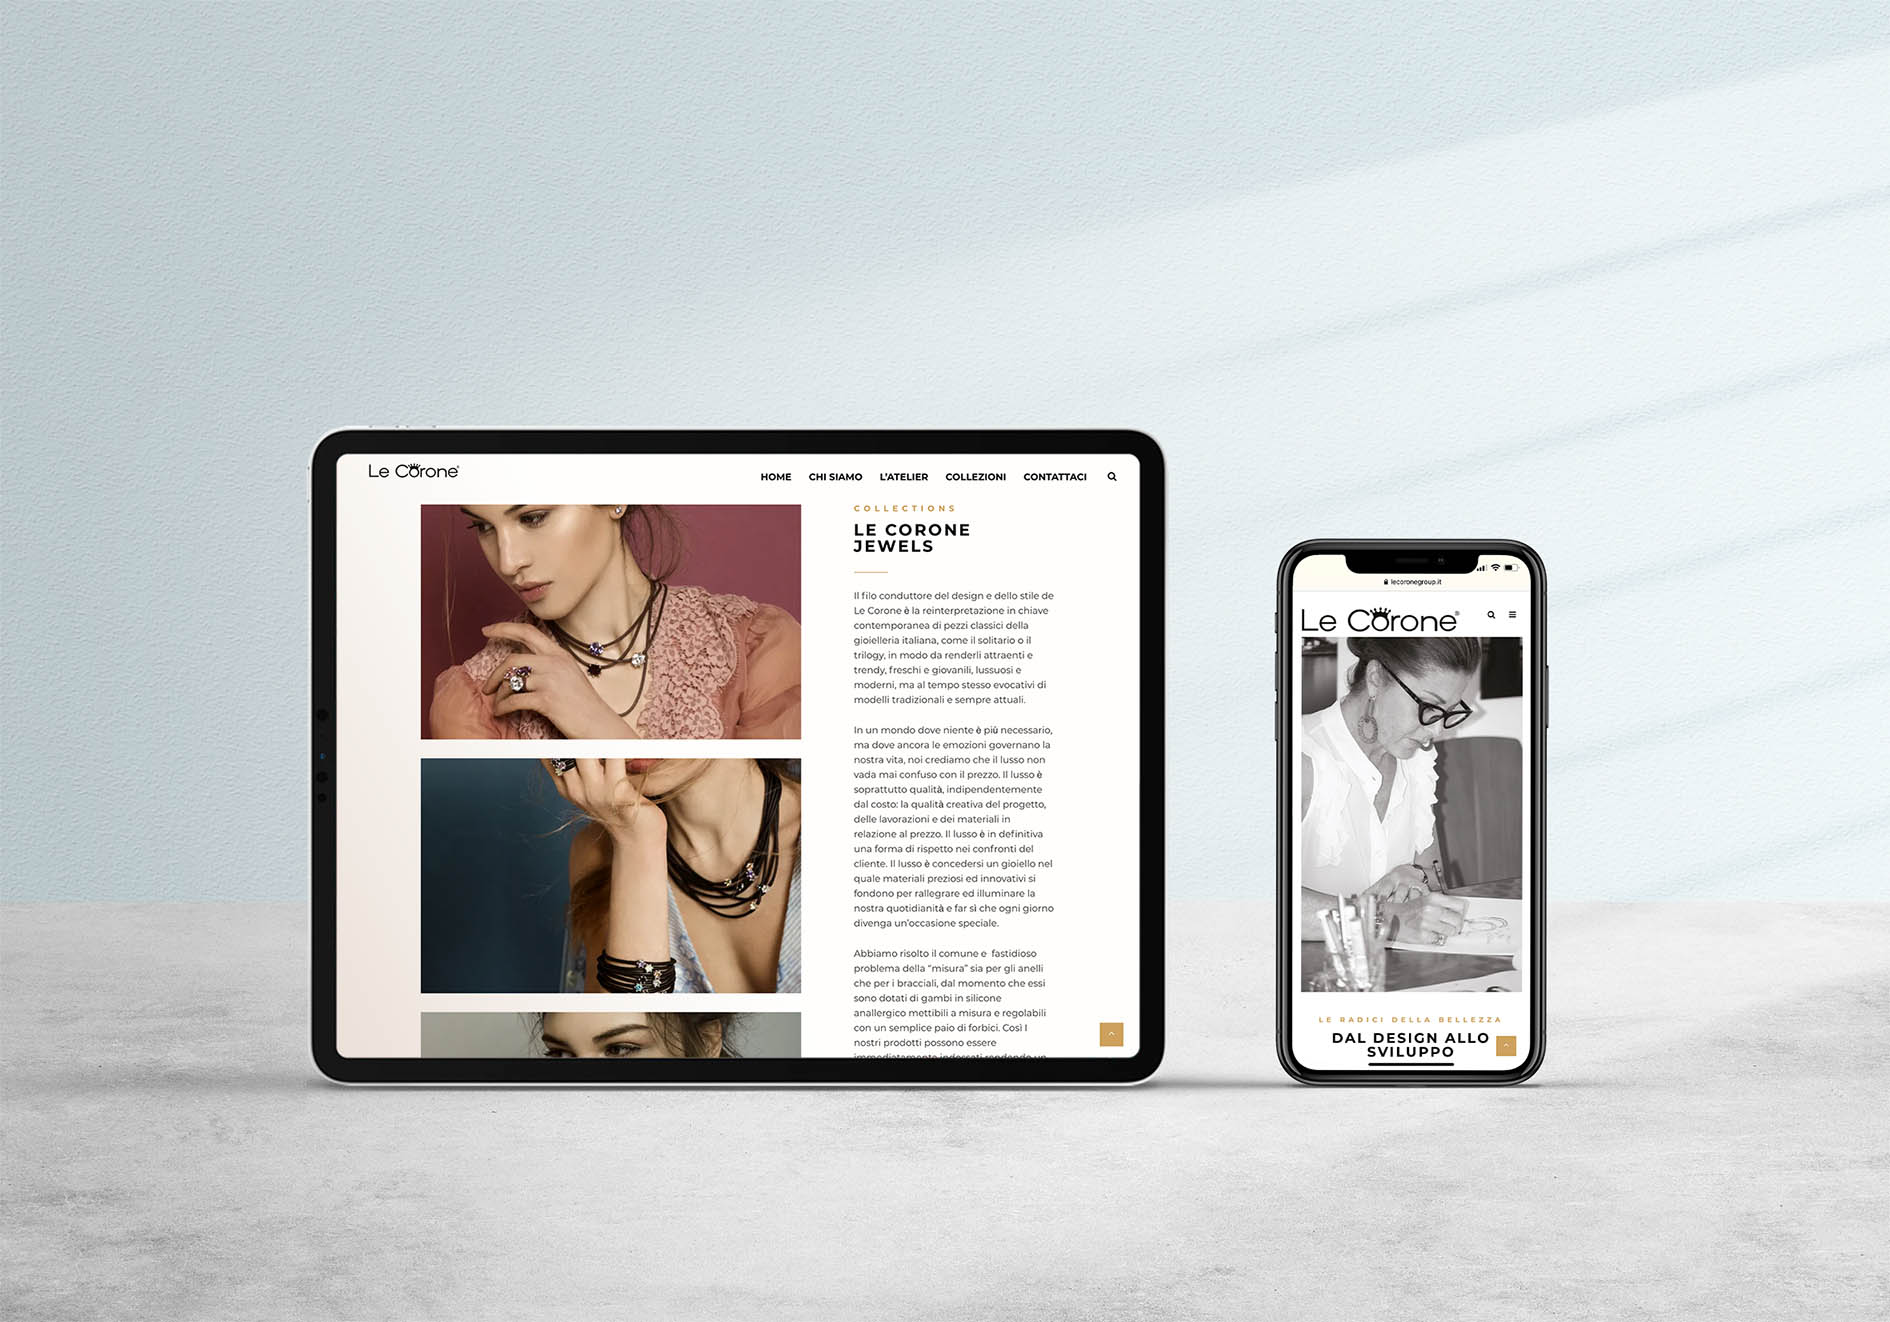 Le Corone®
HOME CHI SIAMO L'ATELIER COLLEZIONI CONTATTACI
COLLECTIONS
LE CORONE
JEWELS
Il filo conduttore del design e dello stile de
Le Corone è la reinterpretazione in chiave
contemporanea di pezzi classici della
gioielleria italiana, come il solitario o il
trilogy, in modo da renderli attraenti e
trendy, freschi e giovanili, lussuosi e
moderni, ma al tempo stesso evocativi di
modelli tradizionali e sempre attuali.
In un mondo dove niente è più necessario,
ma dove ancora le emozioni governano la
nostra vita, noi crediamo che il lusso non
vada mai confuso con il prezzo. Il lusso è
soprattutto qualità, indipendentemente
dal costo: la qualità creativa del progetto,
delle lavorazioni e dei materiali in
relazione al prezzo. Il lusso è in definitiva
una forma di rispetto nei confronti del
cliente. Il lusso è concedersi un gioiello nel
quale materiali preziosi ed innovativi si
fondono per rallegrare ed illuminare la
nostra quotidianità e far sì che ogni giorno
divenga un'occasione speciale.
Abbiamo risolto il comune e fastidioso
problema della "misura" sia per gli anelli
che per i bracciali, dal momento che essi
sono dotati di gambi in silicone
anallergico mettibili a misura e regolabili
con un semplice paio di forbici. Così I
nostri prodotti possono essere
immediatamente indossati rendendo un
lecoronegroup.it
Le Corone®
LE RADICI DELLA BELLEZZA
DAL DESIGN ALLO
SVILUPPO